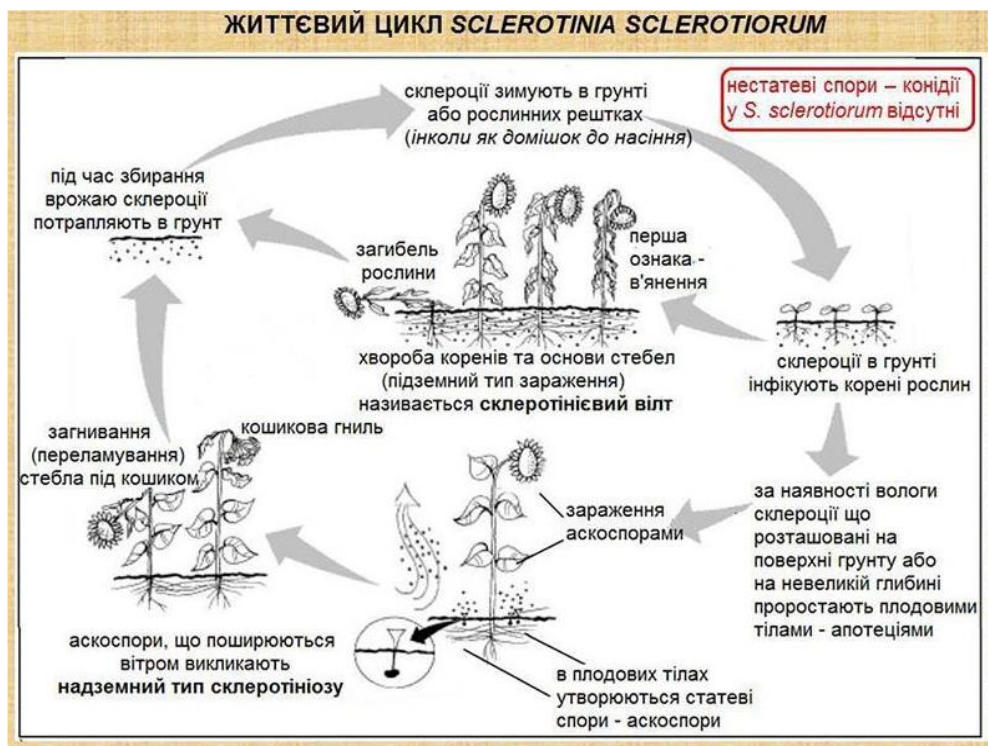 ЖИТТЄВИЙ ЦИКЛ SCLEROTINIA SCLEROTIORUM
нестатеві спори – конідії
у S. sclerotiorum відсутні
склероції зимують в грунті
або рослинних рештках
(інколи як домішок до насіння)
під час збирання
врожаю склероції
потрапляють в грунт
загибель
рослини
перша
ознака -
в'янення
склероції в грунті
інфікують корені рослин
хвороба коренів та основи стебел
(підземний тип зараження)
називається склеротінієвий вілт
кошикова гниль
загнивання
(переламування)
стебла під кошиком
зараження
аскоспорами
за наявності вологи
склероції що
розташовані на
поверхні грунту або
на невеликій глибині
проростають плодовими
тілами - апотеціями
аскоспори, що поширюються
вітром викликають
надземний тип склеротініозу
в плодових тілах
утворюються статеві
спори - аскоспори